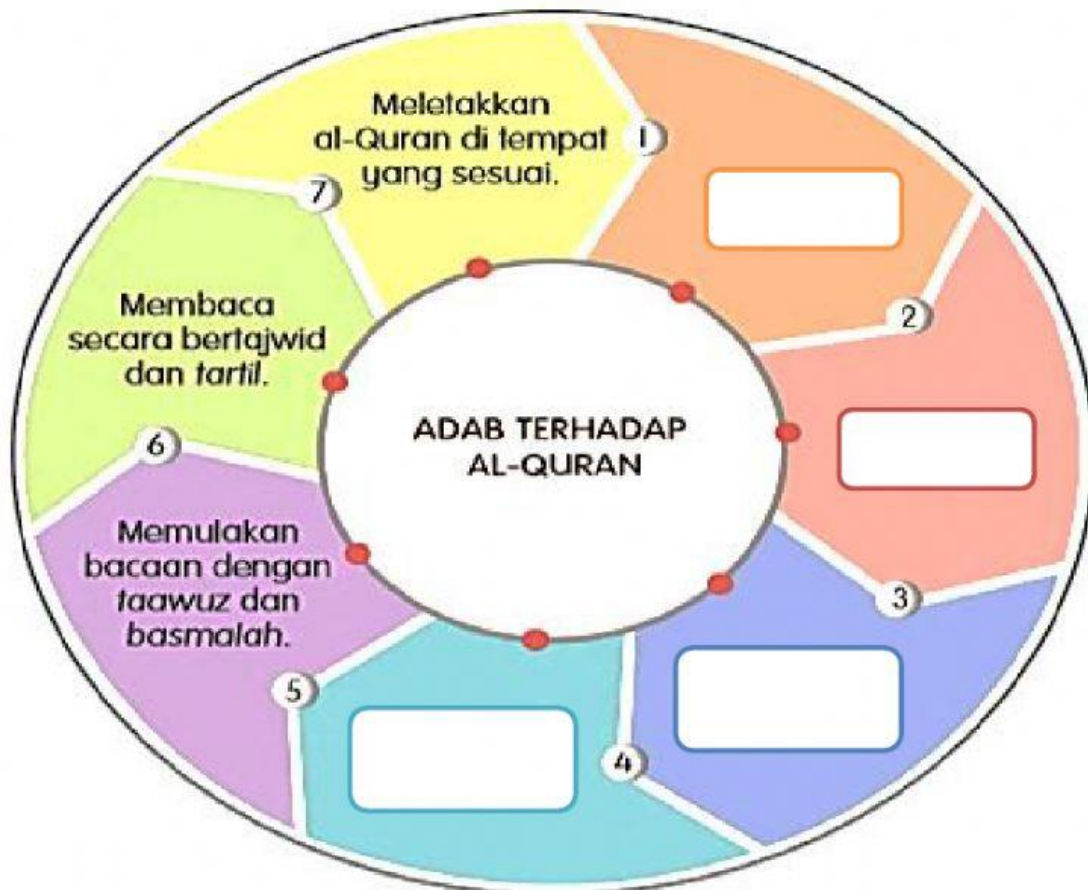 Meletakkan
al-Quran di tempat
yang sesuai.
1
7
2
Membaca
secara bertajwid
dan tartil.
ADAB TERHADAP
AL-QURAN
6
Memulakan
bacaan dengan
taawuz dan
basmalah.
3
5
4